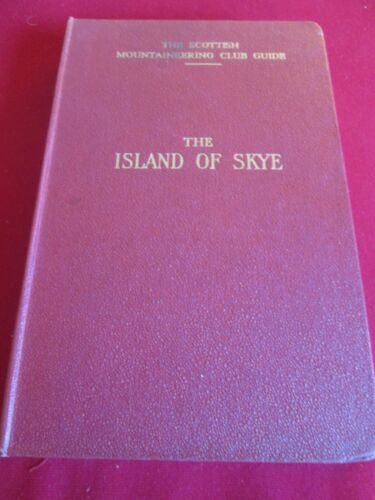 THE SCOTTISH
MOUNTAINEERING CLUB GUIDE
THE
ISLAND OF SKYE